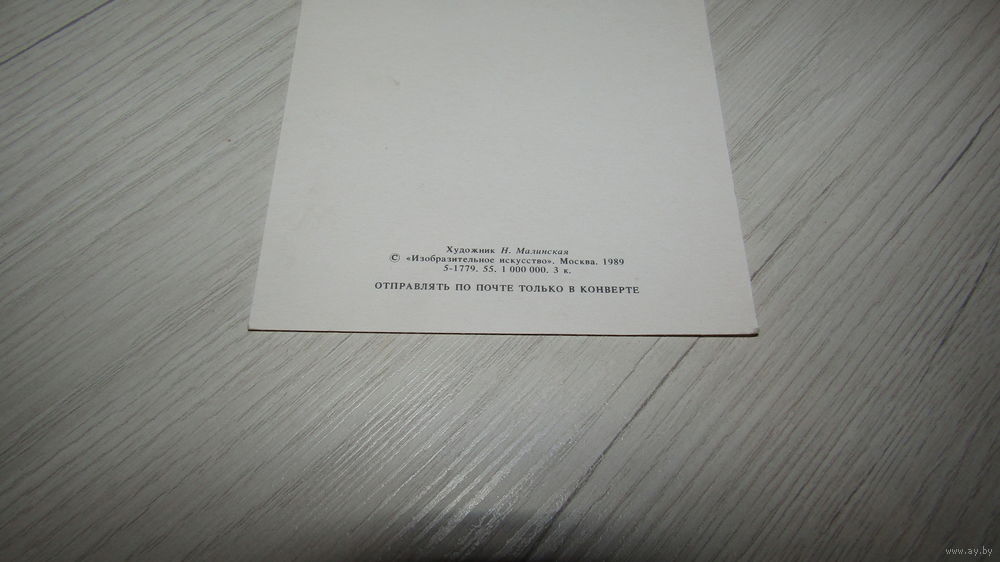 Художник Н. Малинская
© «Изобразительное искусство». Москва. 1989
5-1779. 55. 1 000 000. 3 к.
ОТПРАВЛЯТЬ ПО ПОЧТЕ ТОЛЬКО В КОНВЕРТЕ
www.ay.by